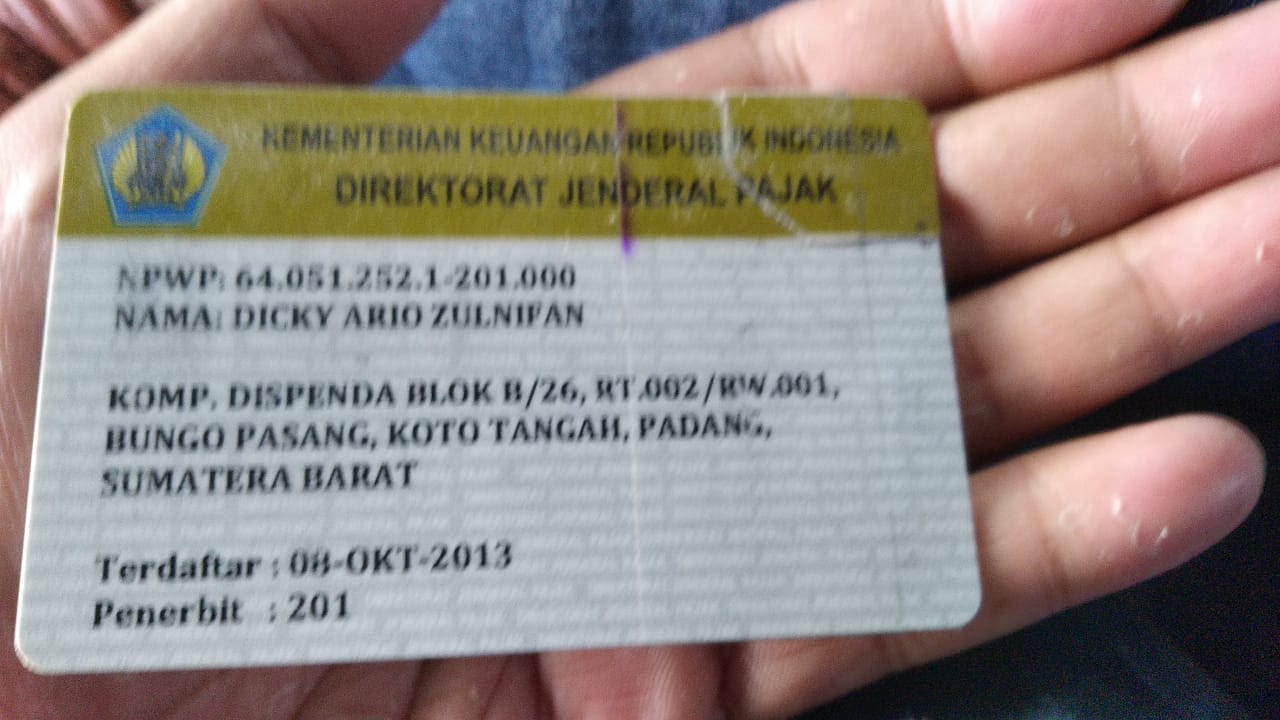 KEMENTERIAN KEUANGAN REPUBLIK INDONESIA
DIREKTORAT JENDERAL PAJAK
NPWP: 64.051.252.1-201.000
NAMA: DICKY ARIO ZULNIFAN
KOMP. DISPENDA BLOK B/26, RT.002/RW.001,
BUNGO PASANG, KOTO TANGAH, PADANG,
SUMATERA BARAT
Terdaftar : 08-OKT-2013
Penerbit : 201